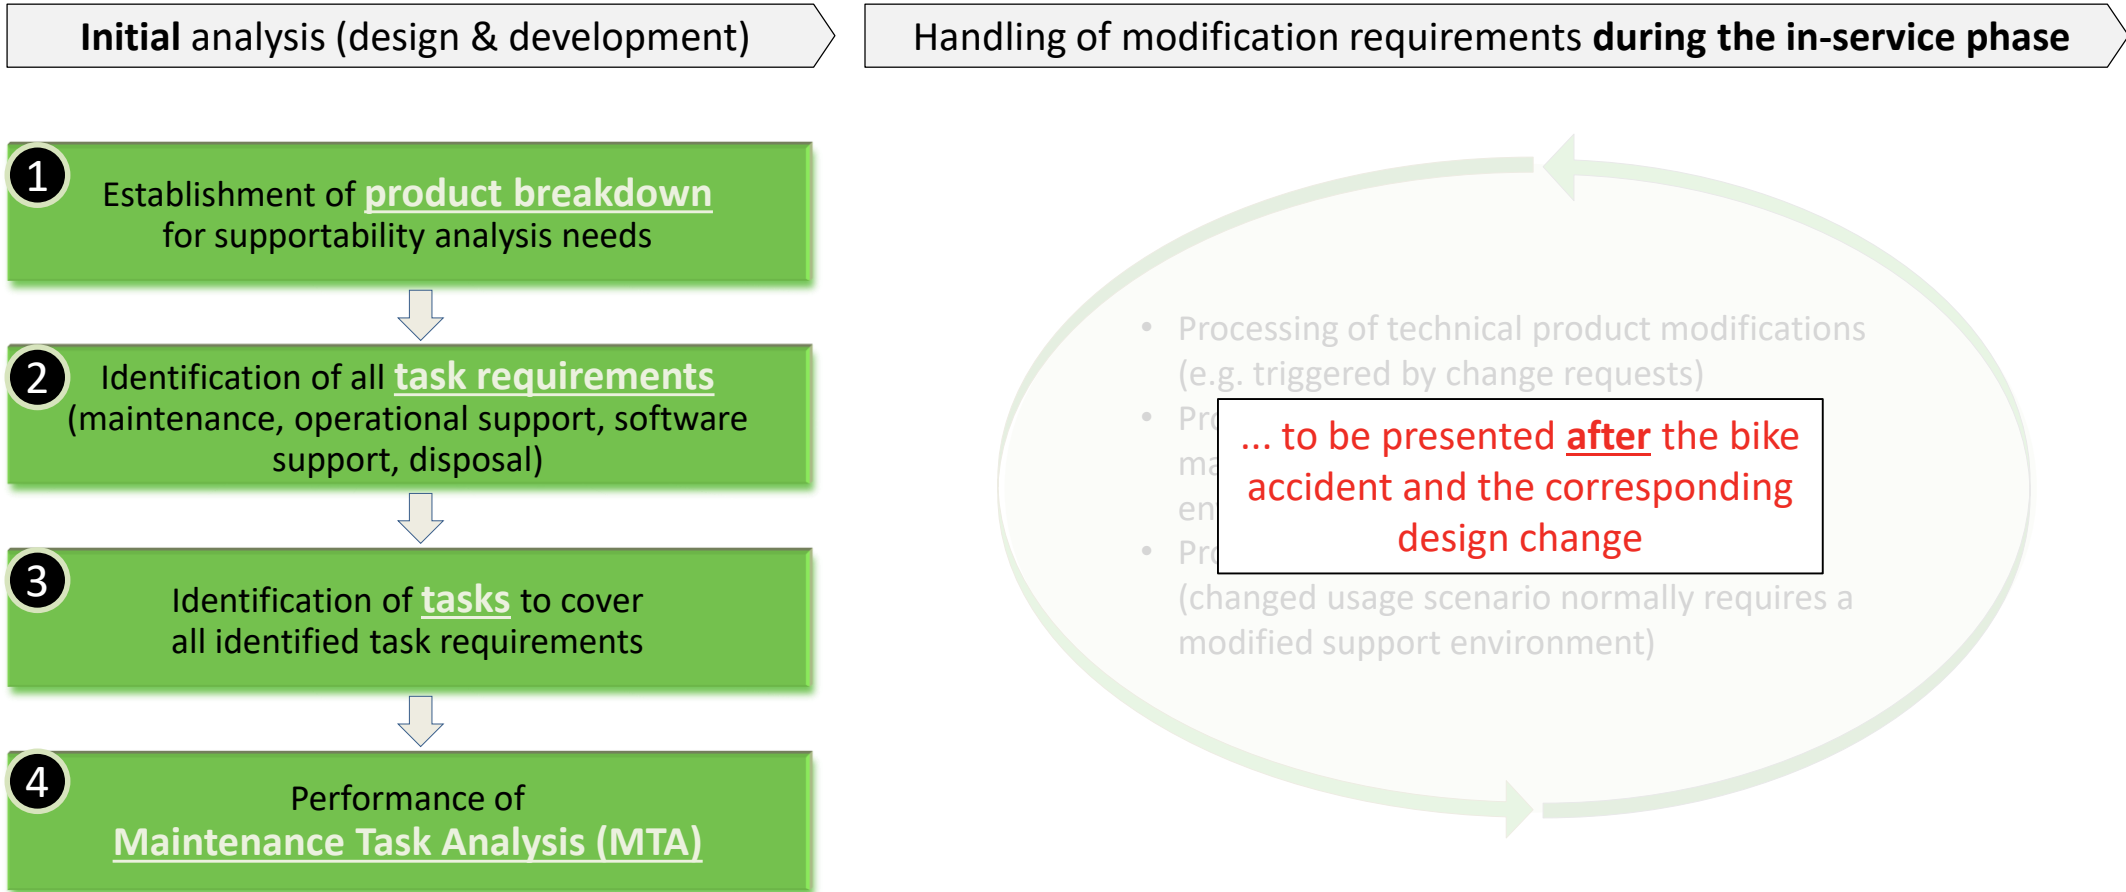 Initial analysis (design & development)
Handling of modification requirements during the in-service phase
1
Establishment of product breakdown
for supportability analysis needs
2
Identification of all task requirements
(maintenance, operational support, software
support, disposal)
3
Identification of tasks to cover
all identified task requirements
4
Performance of
Maintenance Task Analysis (MTA)
• Processing of technical product modifications
(e.g. triggered by change requests)
•
... to be presented after the bike
accident and the corresponding
design change
•
(changed usage scenario normally requires a
modified support environment)